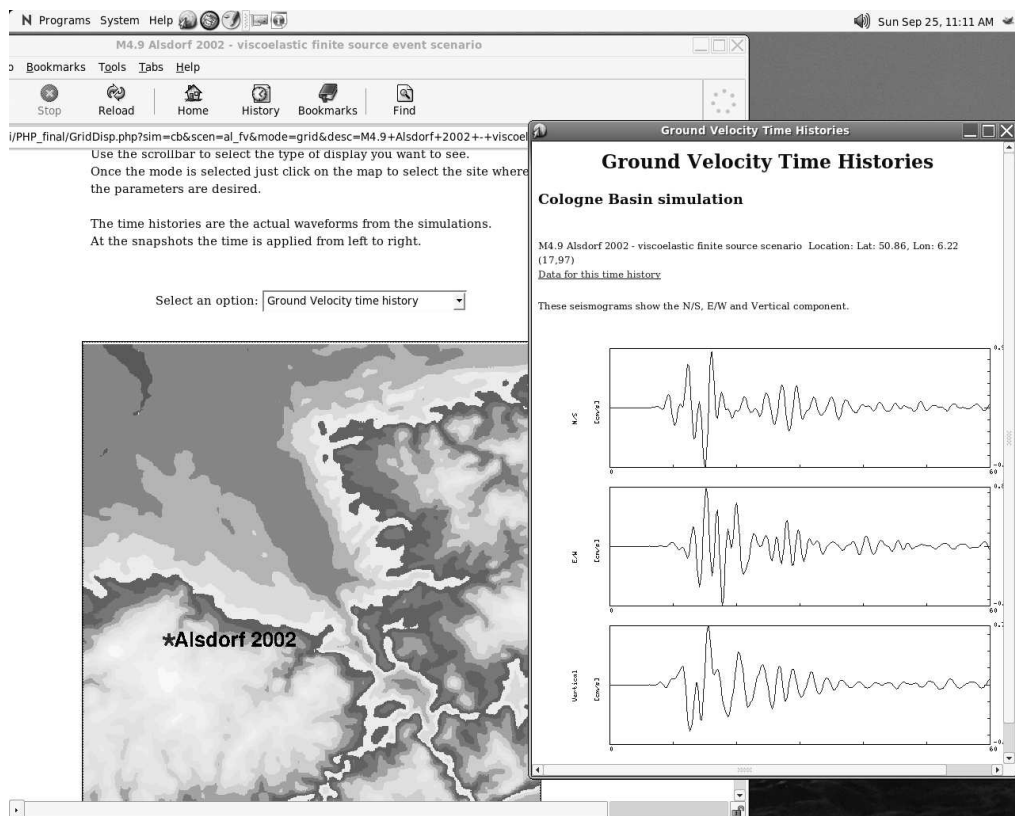 N Programs System Help
Sun Sep 25, 11:11 AM
M4.9 Alsdorf 2002 - viscoelastic finite source event scenario
Bookmarks Tools Tabs Help
Stop Reload Home History Bookmarks Find
i/PHP_final/GridDisp.php?sim=cb&scen=al_fv&mode=grid&desc=M4.9+Alsdorf+2002+-+viscoel
Use the scrollbar to select the type of display you want to see.
Once the mode is selected just click on the map to select the site where
the parameters are desired.
The time histories are the actual waveforms from the simulations.
At the snapshots the time is applied from left to right.
Select an option: Ground Velocity time history
*Alsdorf 2002
Ground Velocity Time Histories
Ground Velocity Time Histories
Cologne Basin simulation
M4.9 Alsdorf 2002 - viscoelastic finite source scenario Location: Lat: 50.86, Lon: 6.22
(17,97)
Data for this time history
These seismograms show the N/S, E/W and Vertical component.
N/S
[cm/s]
0
60
E/W
[cm/s]
0
60
Vertical
[cm/s]
0
60